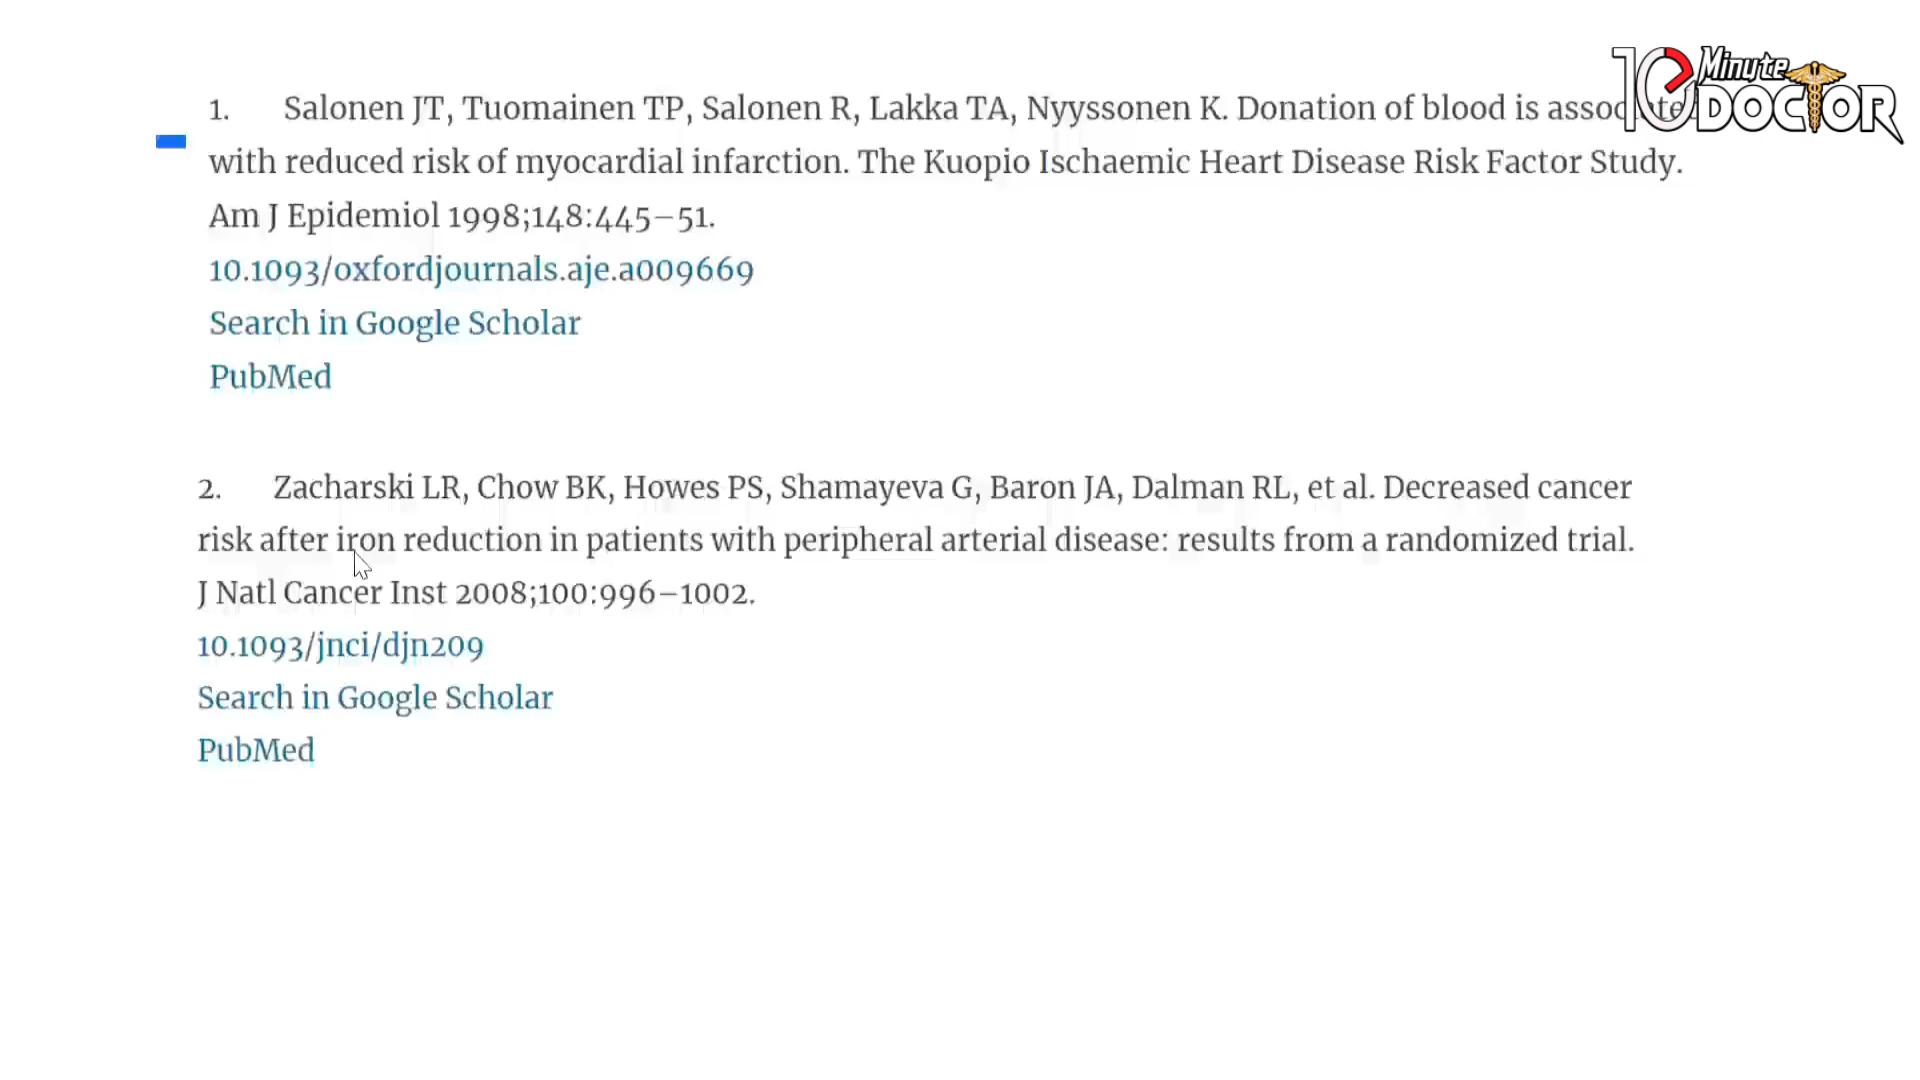 10 Minute
DOCTOR
1. Salonen JT, Tuomainen TP, Salonen R, Lakka TA, Nyyssonen K. Donation of blood is associated
with reduced risk of myocardial infarction. The Kuopio Ischaemic Heart Disease Risk Factor Study.
Am J Epidemiol 1998;148:445–51.
10.1093/oxfordjournals.aje.a009669
Search in Google Scholar
PubMed
2. Zacharski LR, Chow BK, Howes PS, Shamayeva G, Baron JA, Dalman RL, et al. Decreased cancer
risk after iron reduction in patients with peripheral arterial disease: results from a randomized trial.
J Natl Cancer Inst 2008;100:996–1002.
10.1093/jnci/djn209
Search in Google Scholar
PubMed